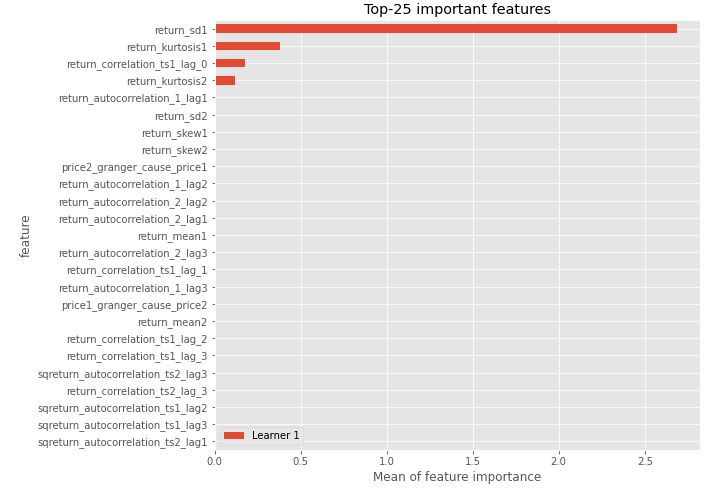 Top-25 important features
return_sd1
return_kurtosis1
return_correlation_ts1_lag_0
return_kurtosis2
return_autocorrelation_1_lag1
return_sd2
return_skew1
return_skew2
price2_granger_cause_price1
return_autocorrelation_1_lag2
return_autocorrelation_2_lag2
return_autocorrelation_2_lag1
return_mean1
return_autocorrelation_2_lag3
return_correlation_ts1_lag_1
return_autocorrelation_1_lag3
price1_granger_cause_price2
return_mean2
return_correlation_ts1_lag_2
return_correlation_ts1_lag_3
sqreturn_autocorrelation_ts2_lag3
return_correlation_ts2_lag_3
sqreturn_autocorrelation_ts1_lag2
sqreturn_autocorrelation_ts1_lag3
sqreturn_autocorrelation_ts2_lag1
feature
Learner 1
0.0 0.5 1.0 1.5 2.0 2.5
Mean of feature importance